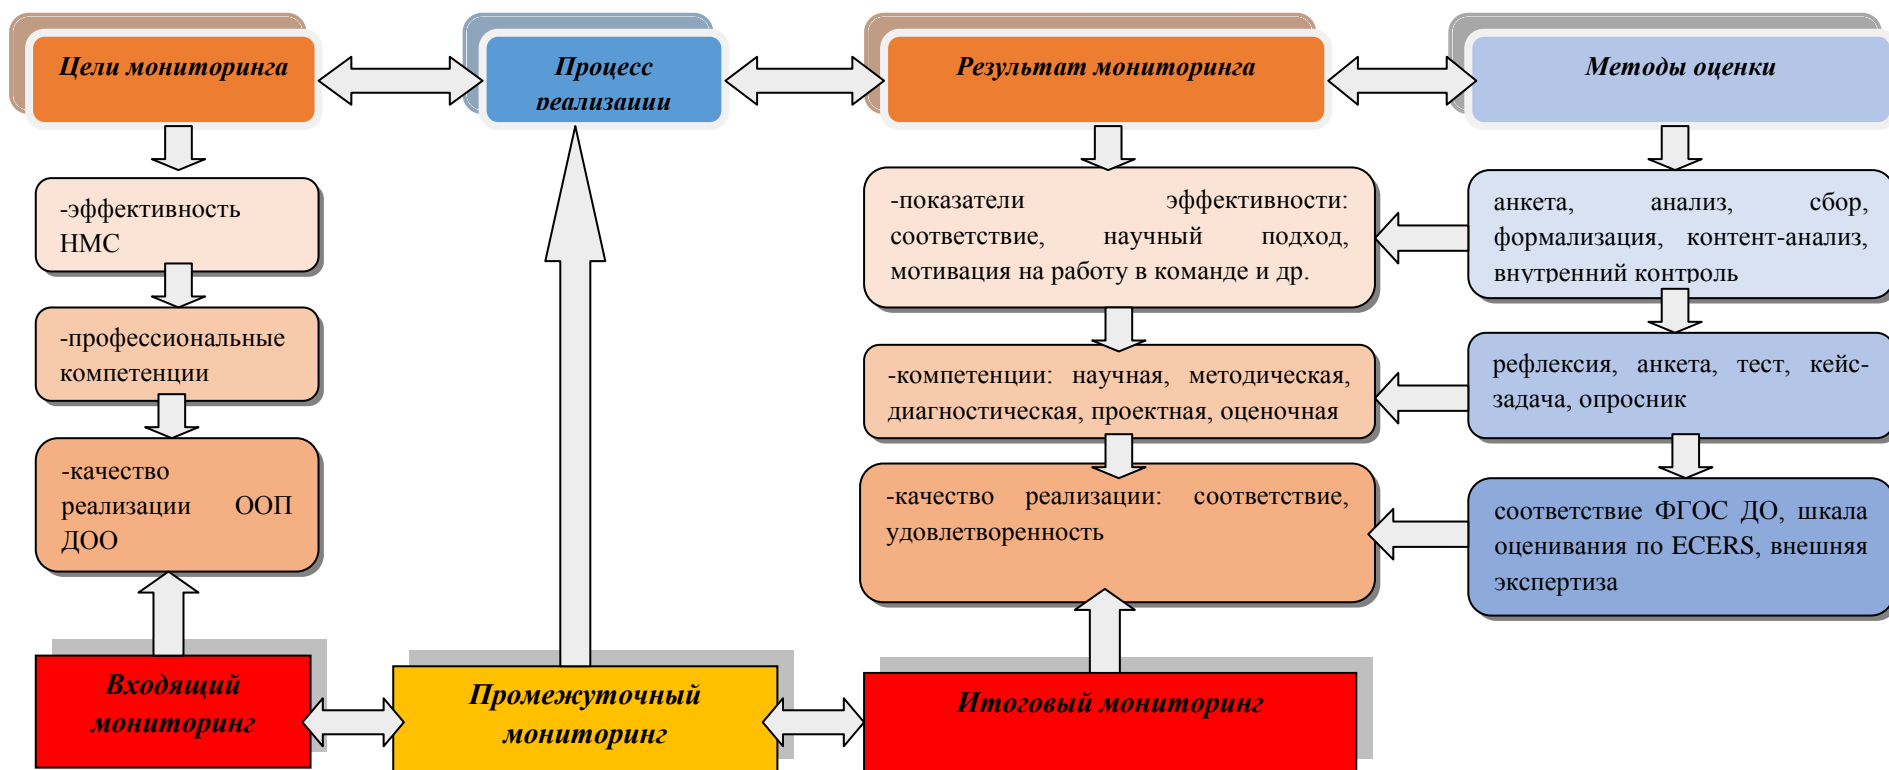 Цели мониторинга
Процесс
реализации
Результат мониторинга
Методы оценки
-эффективность
НМС
-профессиональные
компетенции
-качество
реализации ООП
ДОО
-показатели эффективности:
соответствие, научный подход,
мотивация на работу в команде и др.
-компетенции: научная, методическая,
диагностическая, проектная, оценочная
-качество реализации: соответствие,
удовлетворенность
анкета, анализ, сбор,
формализация, контент-анализ,
внутренний контроль
рефлексия, анкета, тест, кейс-
задача, опросник
соответствие ФГОС ДО, шкала
оценивания по ECERS, внешняя
экспертиза
Входящий
мониторинг
Промежуточный
мониторинг
Итоговый мониторинг